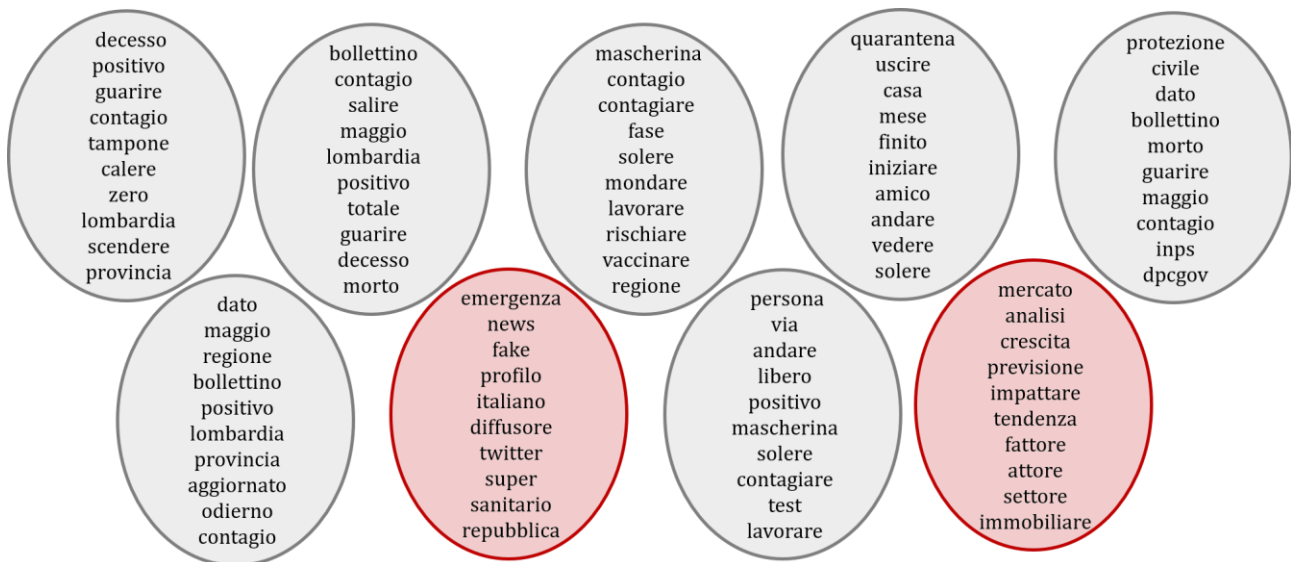 decesso
positivo
guarire
contagio
tampone
calere
zero
lombardia
scendere
provincia
bollettino
contagio
salire
maggio
lombardia
positivo
totale
guarire
decesso
morto
mascherina
contagio
contagiare
fase
solere
mondare
lavorare
rischiare
vaccinare
regione
quarantena
uscire
casa
mese
finito
iniziare
amico
andare
vedere
solere
protezione
civile
dato
bollettino
morto
guarire
maggio
contagio
inps
dpcgov
dato
maggio
regione
bollettino
positivo
lombardia
provincia
aggiornato
odierno
contagio
emergenza
news
fake
profilo
italiano
diffusore
twitter
super
sanitario
repubblica
persona
via
andare
libero
positivo
mascherina
solere
contagiare
test
lavorare
mercato
analisi
crescita
previsione
impattare
tendenza
fattore
attore
settore
immobiliare